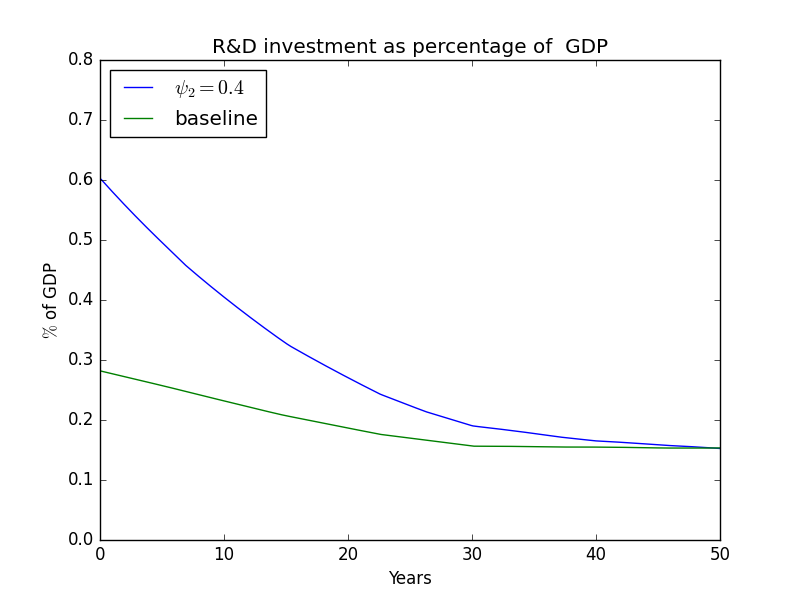 R&D investment as percentage of  GDP
ψ₂ = 0.4
baseline
% of GDP
0.8
0.7
0.6
0.5
0.4
0.3
0.2
0.1
0.0
0 10 20 30 40 50
Years